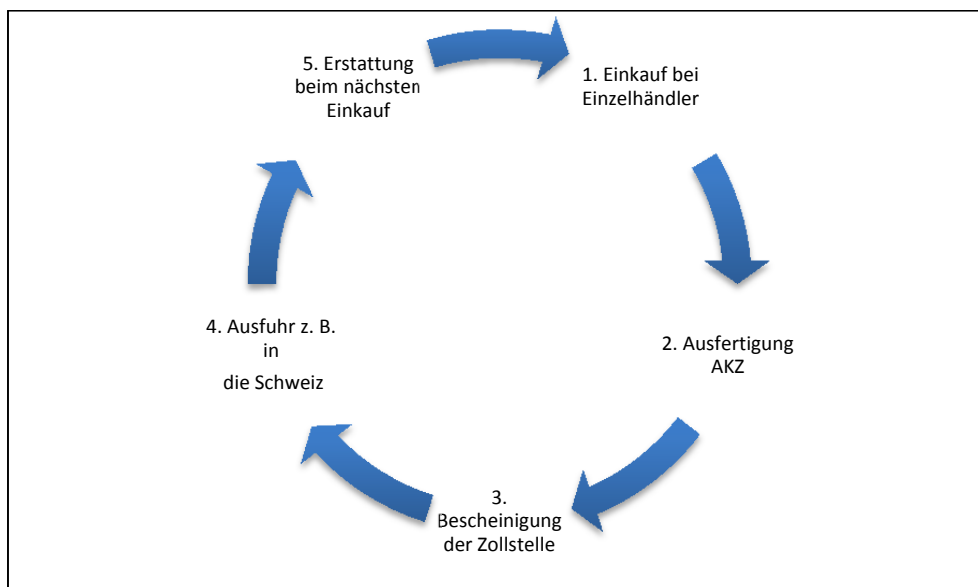 1. Einkauf bei
Einzelhändler
2. Ausfertigung
AKZ
3.
Bescheinigung
der Zollstelle
4. Ausfuhr z. B.
in
die Schweiz
5. Erstattung
beim nächsten
Einkauf